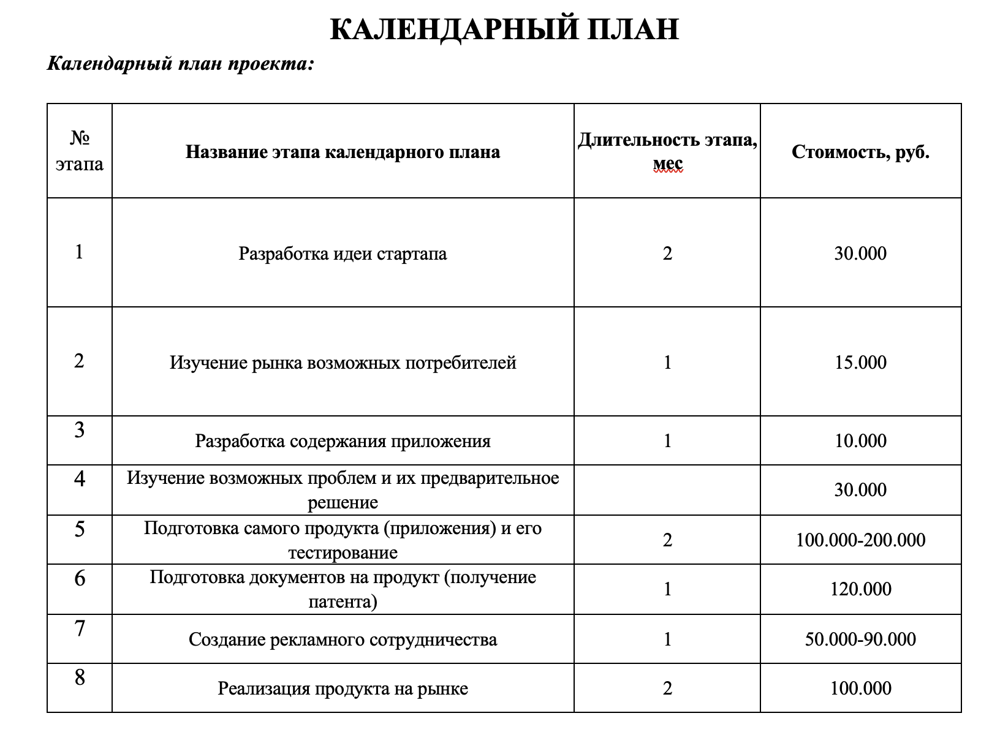 КАЛЕНДАРНЫЙ ПЛАН
Календарный план проекта:
№
этапа
Название этапа календарного плана
Длительность этапа,
мес
Стоимость, руб.
1
Разработка идеи стартапа
2
30.000
2
Изучение рынка возможных потребителей
1
15.000
3
Разработка содержания приложения
1
10.000
4
Изучение возможных проблем и их предварительное
решение
30.000
5
Подготовка самого продукта (приложения) и его
тестирование
2
100.000-200.000
6
Подготовка документов на продукт (получение
патента)
1
120.000
7
Создание рекламного сотрудничества
1
50.000-90.000
8
Реализация продукта на рынке
2
100.000